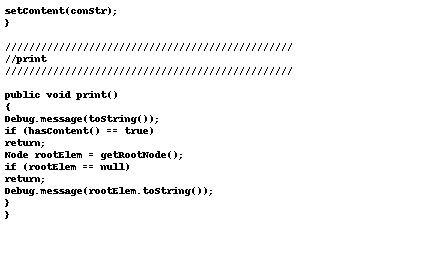 setContent(conStr);
}
////////////////////////////////////////////////
//print
////////////////////////////////////////////////
public void print()
{
Debug.message(toString());
if (hasContent() == true)
return;
Node rootElem = getRootNode();
if (rootElem == null)
return;
Debug.message(rootElem.toString());
}
}